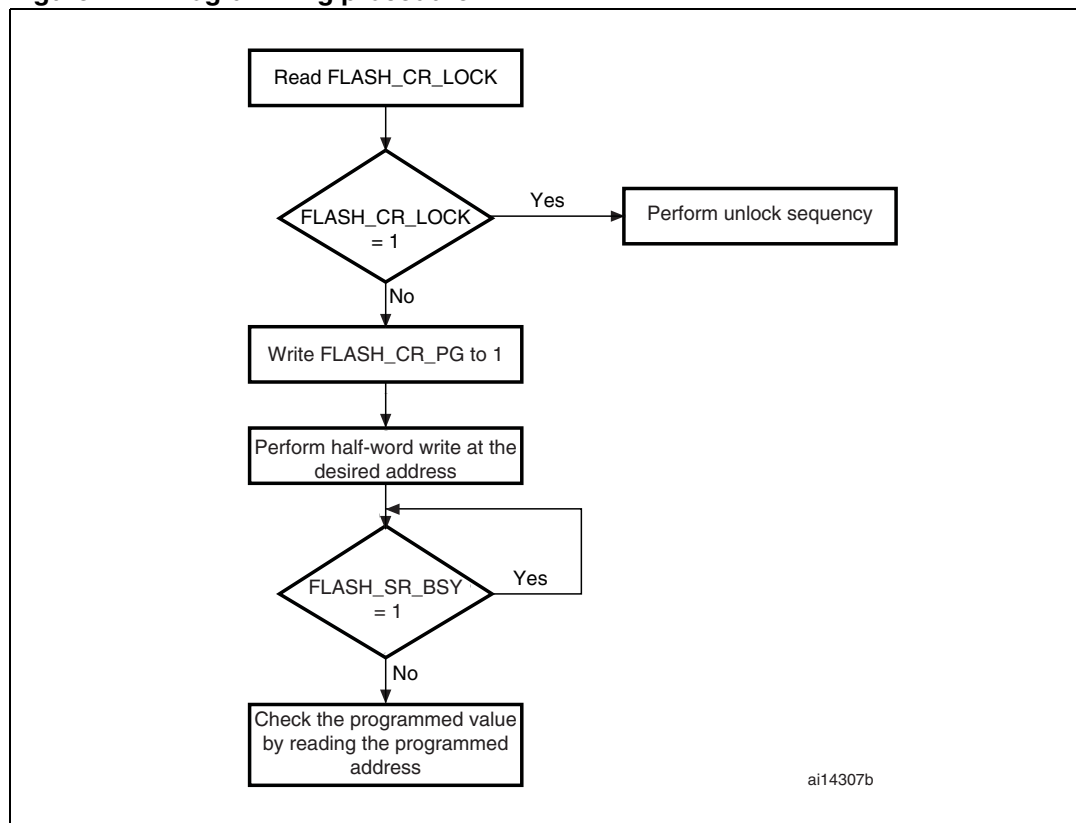 Read FLASH_CR_LOCK
FLASH_CR_LOCK
= 1
Yes
Perform unlock sequency
No
Write FLASH_CR_PG to 1
Perform half-word write at the
desired address
FLASH_SR_BSY
= 1
Yes
No
Check the programmed value
by reading the programmed
address
ai14307b